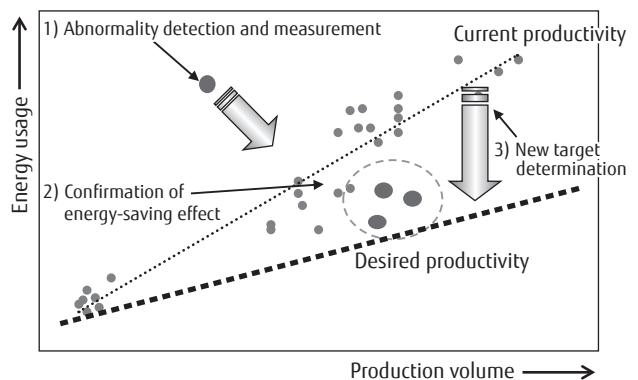 1) Abnormality detection and measurement
Current productivity
Energy usage
3) New target
determination
2) Confirmation of
energy-saving effect
Desired productivity
Production volume